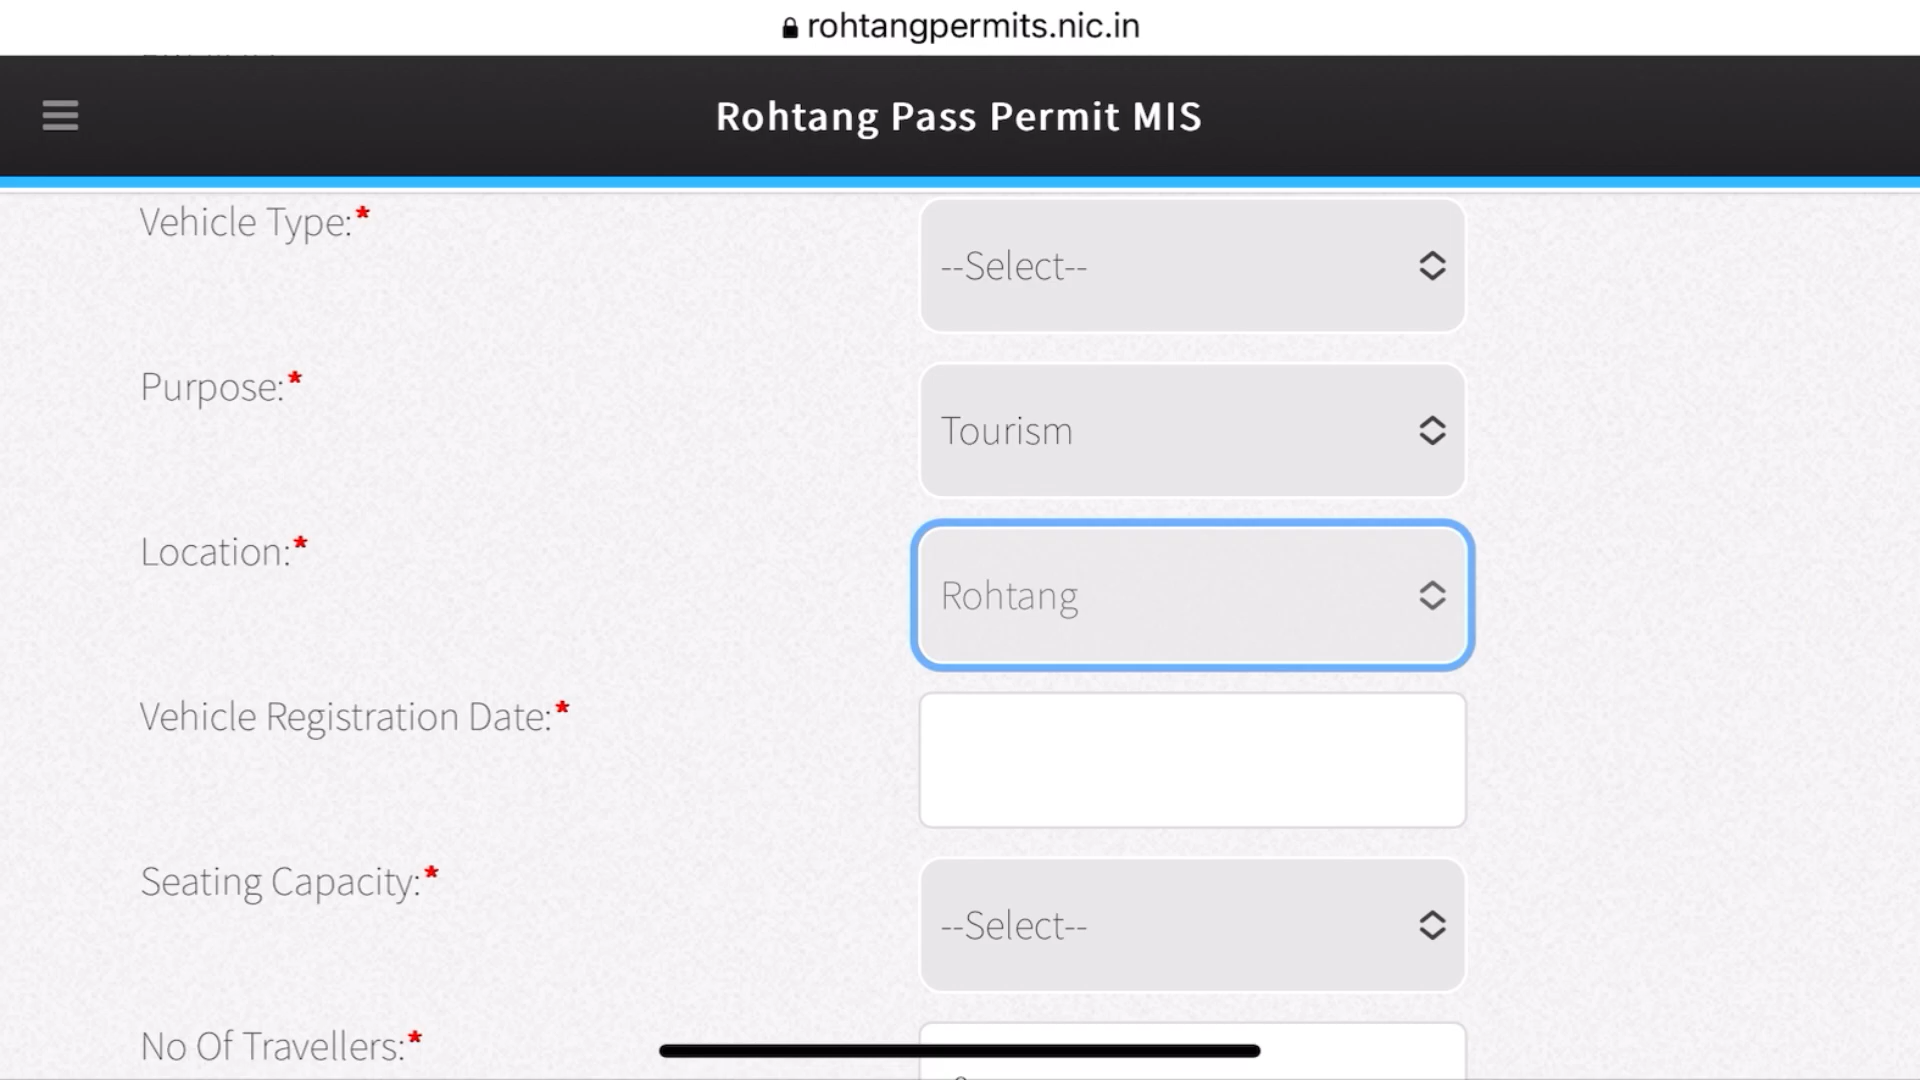 rohtangpermits.nic.in
Rohtang Pass Permit MIS
Vehicle Type:*
--Select--
Purpose:*
Tourism
Location:*
Rohtang
Vehicle Registration Date:*
Seating Capacity:*
--Select--
No Of Travellers:*